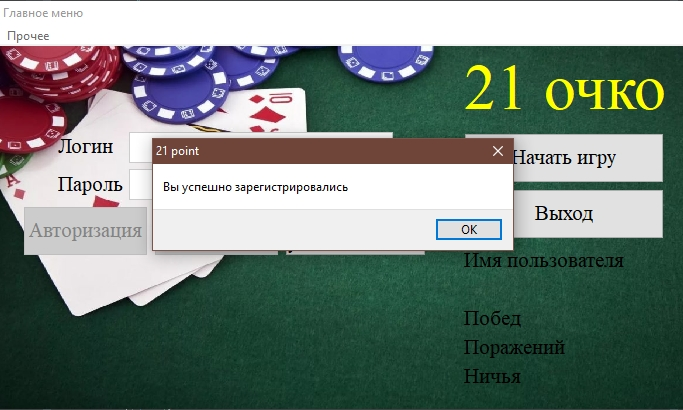 Главное меню
Прочее
21 очко
Логин
21 point
Начать игру
Пароль
Вы успешно зарегистрировались
Выход
Авторизация
OK
Имя пользователя
Побед
Поражений
Ничья